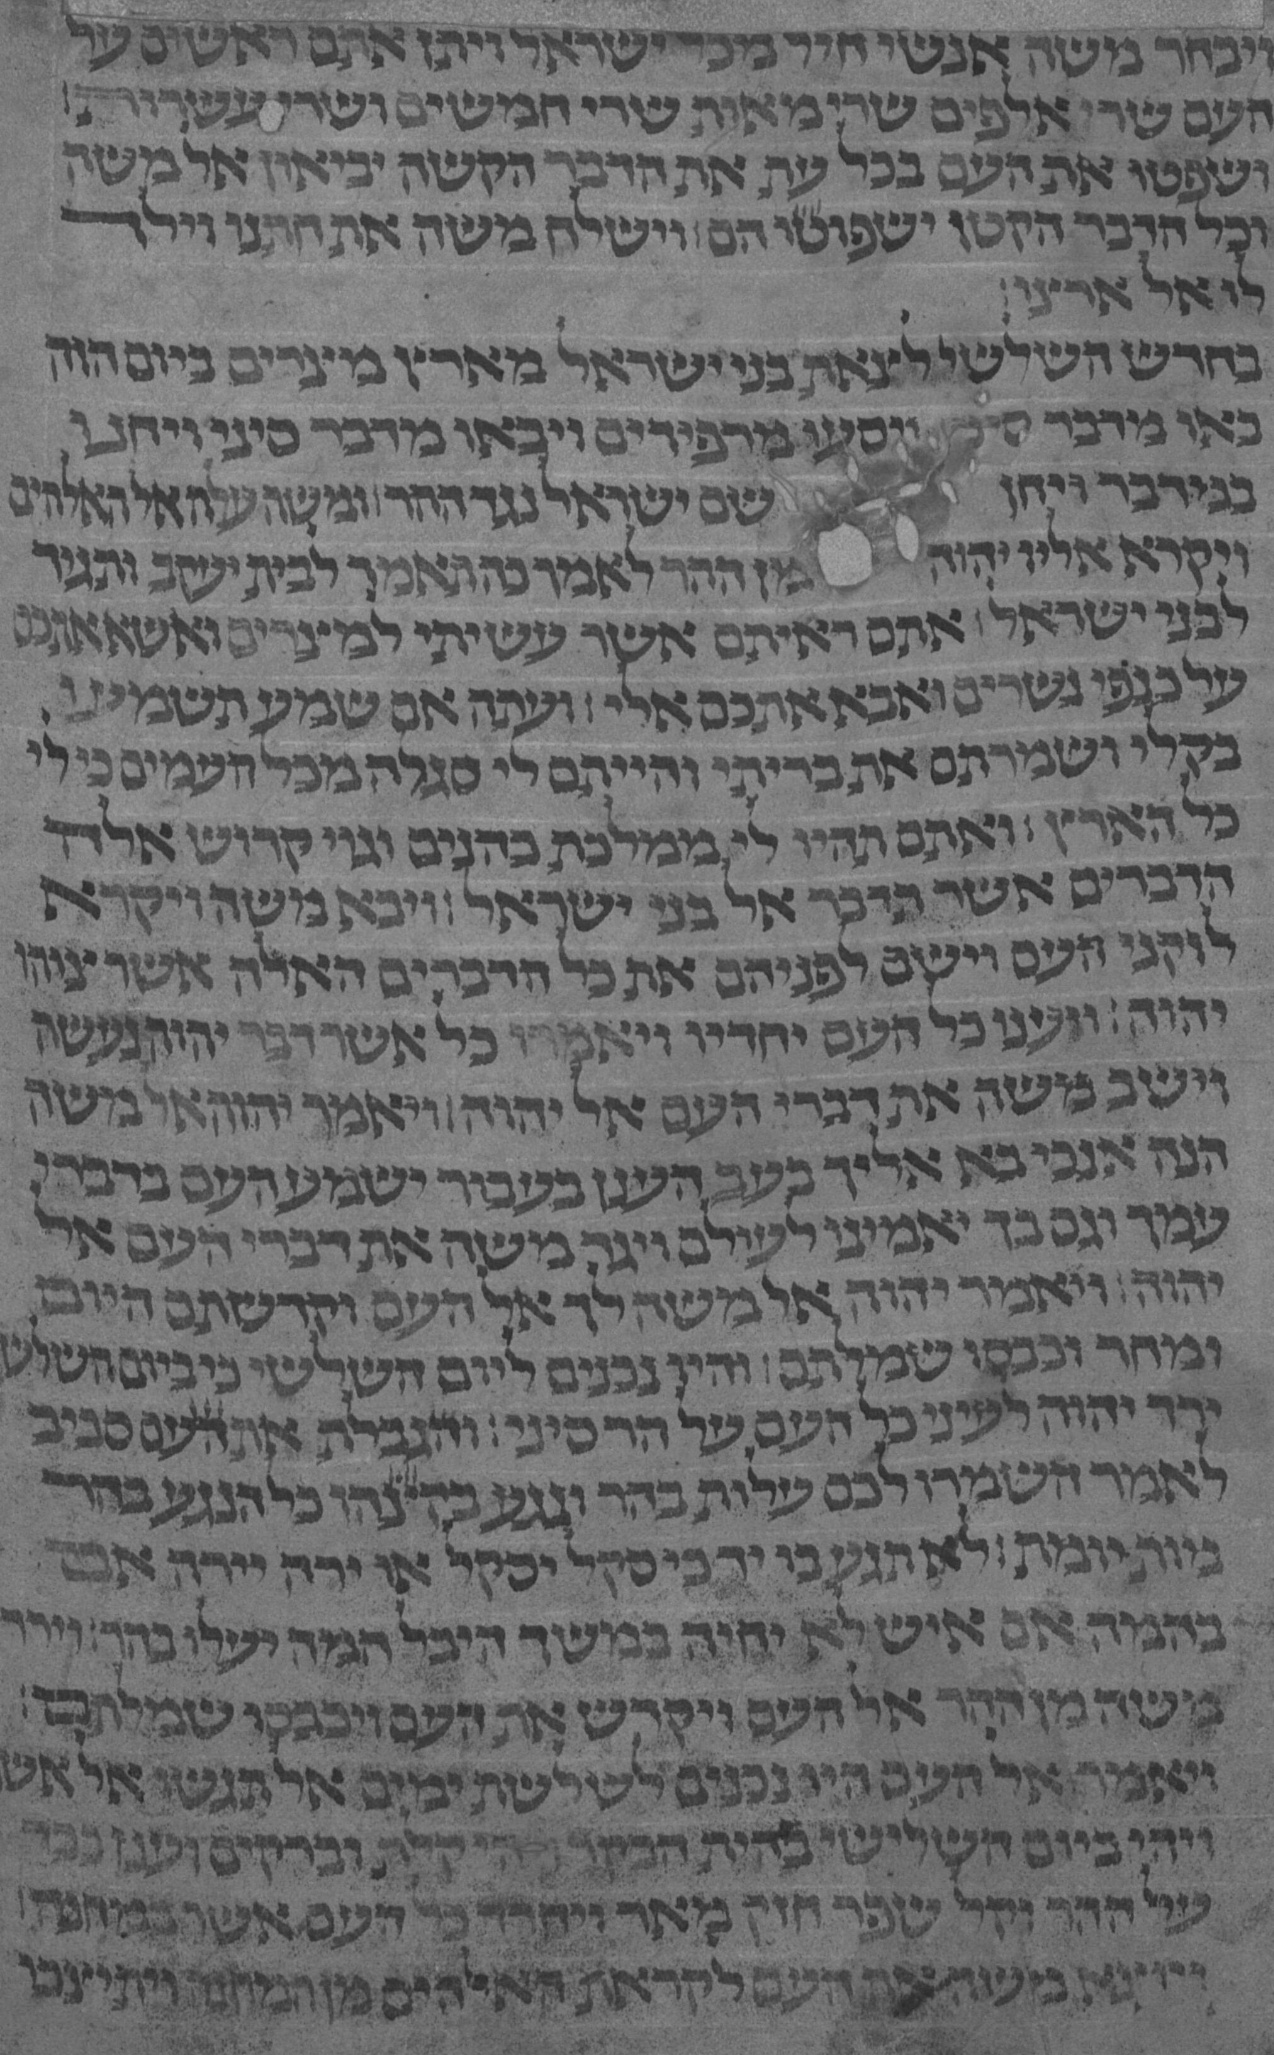 ויבחר משה אנשי חיל מכל ישראל ויתן אתם ראשים על
העם שרי אלפים שרי מאות שרי חמשים ושרי עשרות׃
ושפטו את העם בכל עת את הדבר הקשה יביאון אל משה
וכל הדבר הקטן ישפוטו הם׃ וישלח משה את חתנו וילך
לו אל ארצו׃
בחדש השלשי לצאת בני ישראל מארץ מצרים ביום הזה
באו מדבר סיני ויסעו מרפידים ויבאו מדבר סיני ויחנו
במדבר ויחן שם ישראל נגד ההר׃ ומשה עלה אל האלהים
ויקרא אליו יהוה מן ההר לאמר כה תאמר לבית יעקב ותגיד
לבני ישראל׃ אתם ראיתם אשר עשיתי למצרים ואשא אתכם
על כנפי נשרים ואבא אתכם אלי׃ ועתה אם שמע תשמעו
בקלי ושמרתם את בריתי והייתם לי סגלה מכל העמים כי לי
כל הארץ׃ ואתם תהיו לי ממלכת כהנים וגוי קדוש אלה
הדברים אשר תדבר אל בני ישראל׃ ויבא משה ויקרא
לזקני העם וישם לפניהם את כל הדברים האלה אשר צוהו
יהוה׃ ויענו כל העם יחדיו ויאמרו כל אשר דבר יהוה נעשה
וישב משה את דברי העם אל יהוה׃ ויאמר יהוה אל משה
הנה אנכי בא אליך בעב הענן בעבור ישמע העם בדברי
עמך וגם בך יאמינו לעולם ויגד משה את דברי העם אל
יהוה׃ ויאמר יהוה אל משה לך אל העם וקדשתם היום
ומחר וכבסו שמלתם׃ והיו נכנים ליום השלשי כי ביום השלשי
ירד יהוה לעיני כל העם על הר סיני׃ והגבלת את העם סביב
לאמר השמרו לכם עלות בהר ונגע בקצהו כל הנגע בהר
מות יומת׃ לא תגע בו יד כי סקל יסקל או ירה יירה אם
בהמה אם איש לא יחיה במשך היבל המה יעלו בהר׃ וירד
משה מן ההר אל העם ויקדש את העם ויכבסו שמלתם׃
ויאמר אל העם היו נכנים לשלשת ימים אל תגשו אל אשה
ויהי ביום השלישי בהית הבקר ויהי קלת וברקים וענן כבד
על ההר וקל שפר חזק מאד ויחרד כל העם אשר במחנה׃
ויוצא משה את העם לקראת האלהים מן המחנה ויתיצבו